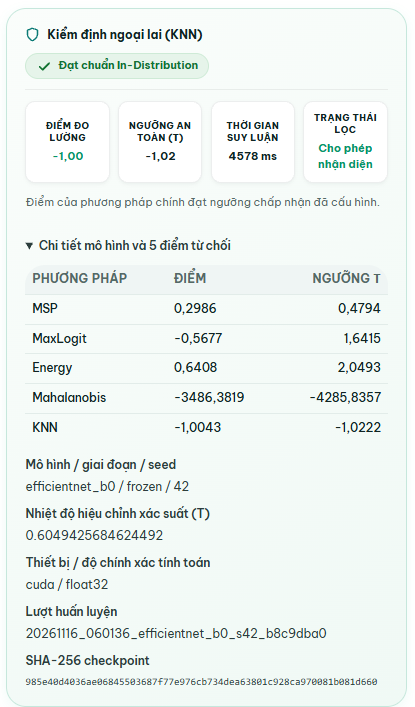 Kiểm định ngoại lai (KNN)
Đạt chuẩn In-Distribution
ĐIỂM ĐO LƯỜNG
-1,00
NGƯỠNG AN TOÀN (T)
-1,02
THỜI GIAN SUY LUẬN
4578 ms
TRẠNG THÁI LỌC
Cho phép nhận diện
Điểm của phương pháp chính đạt ngưỡng chấp nhận đã cấu hình.
▼ Chi tiết mô hình và 5 điểm từ chối
PHƯƠNG PHÁP ĐIỂM NGƯỠNG T
MSP 0,2986 0,4794
MaxLogit -0,5677 1,6415
Energy 0,6408 2,0493
Mahalanobis -3486,3819 -4285,8357
KNN -1,0043 -1,0222
Mô hình / giai đoạn / seed
efficientnet_b0 / frozen / 42
Nhiệt độ hiệu chỉnh xác suất (T)
0.6049425684624492
Thiết bị / độ chính xác tính toán
cuda / float32
Lượt huấn luyện
20261116_060136_efficientnet_b0_s42_b8c9dba0
SHA-256 checkpoint
985e40d4036ae06845503687f77e976cb734dea63801c928ca970081b081d660